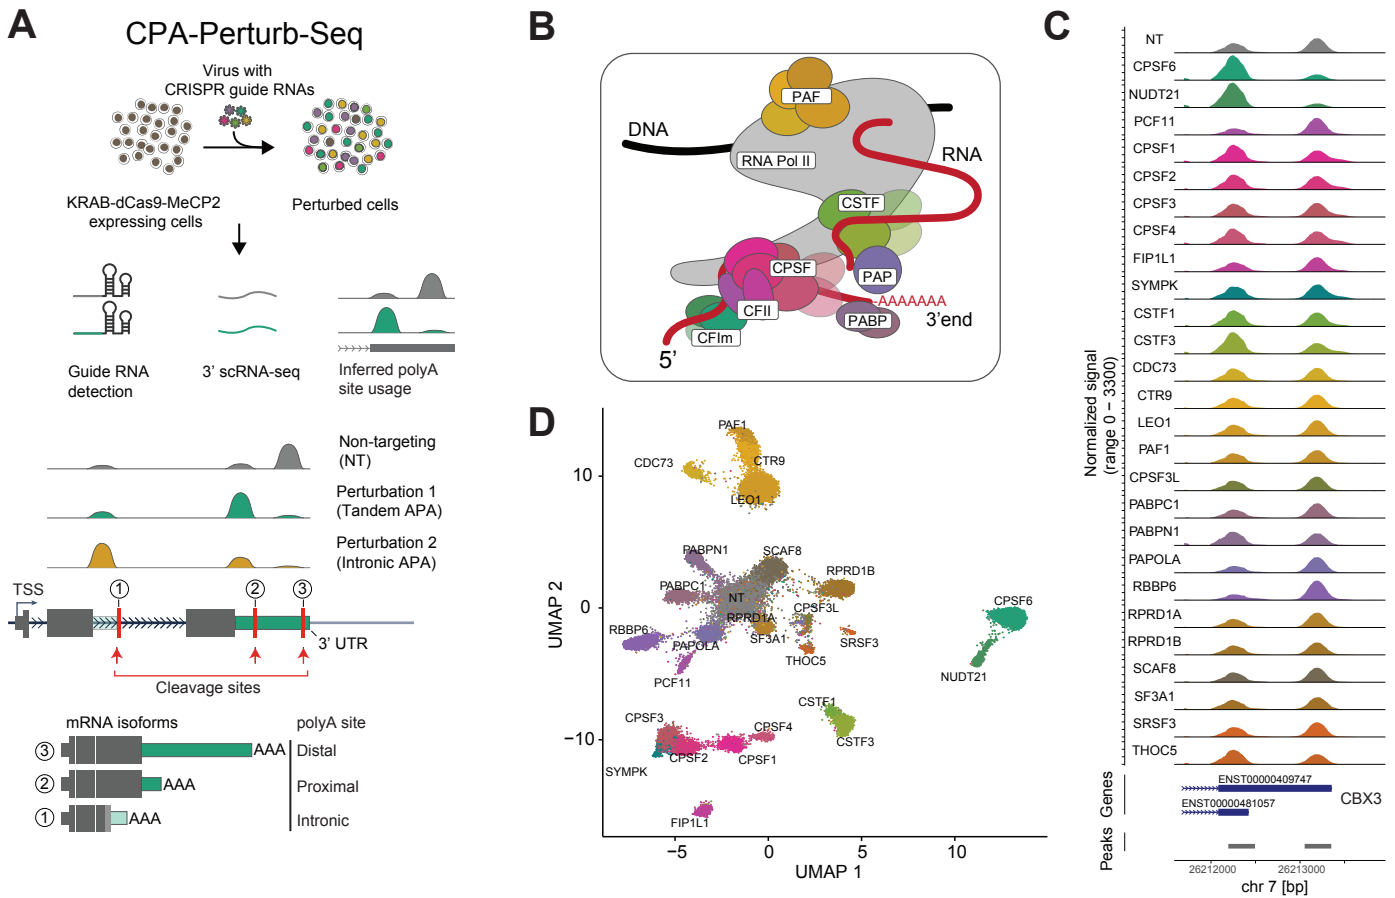 A
CPA-Perturb-Seq
Virus with
CRISPR guide RNAs
KRAB-dCas9-MeCP2
expressing cells
Perturbed cells
Guide RNA
detection
3’ scRNA-seq
Inferred polyA
site usage
Non-targeting
(NT)
Perturbation 1
(Tandem APA)
Perturbation 2
(Intronic APA)
TSS
1
2
3
3’ UTR
Cleavage sites
mRNA isoforms
polyA site
3
AAA
Distal
2
AAA
Proximal
1
AAA
Intronic
B
PAF
DNA
RNA Pol II
RNA
CSTF
CPSF
PAP
CFII
-AAAAAAA
PABP
3’end
CFIm
5’
C
Normalized signal
(range 0 – 3300)
NT
CPSF6
NUDT21
PCF11
CPSF1
CPSF2
CPSF3
CPSF4
FIP1L1
SYMPK
CSTF1
CSTF3
CDC73
CTR9
LEO1
PAF1
CPSF3L
PABPC1
PABPN1
PAPOLA
RBBP6
RPRD1A
RPRD1B
SCAF8
SF3A1
SRSF3
THOC5
Genes
ENST00000409747
CBX3
ENST00000481057
Peaks
26212000
26213000
chr 7 [bp]
D
UMAP 2
10
0
−10
PAF1
CDC73
CTR9
LEO1
PABPN1
SCAF8
PABPC1
NT
RPRD1B
CPSF3L
RPRD1A
CPSF6
RBBP6
PAPOLA
SF3A1
SRSF3
THOC5
NUDT21
PCF11
CSTF1
CPSF3
CPSF4
CSTF3
SYMPK
CPSF2
CPSF1
FIP1L1
−5
0
5
10
UMAP 1